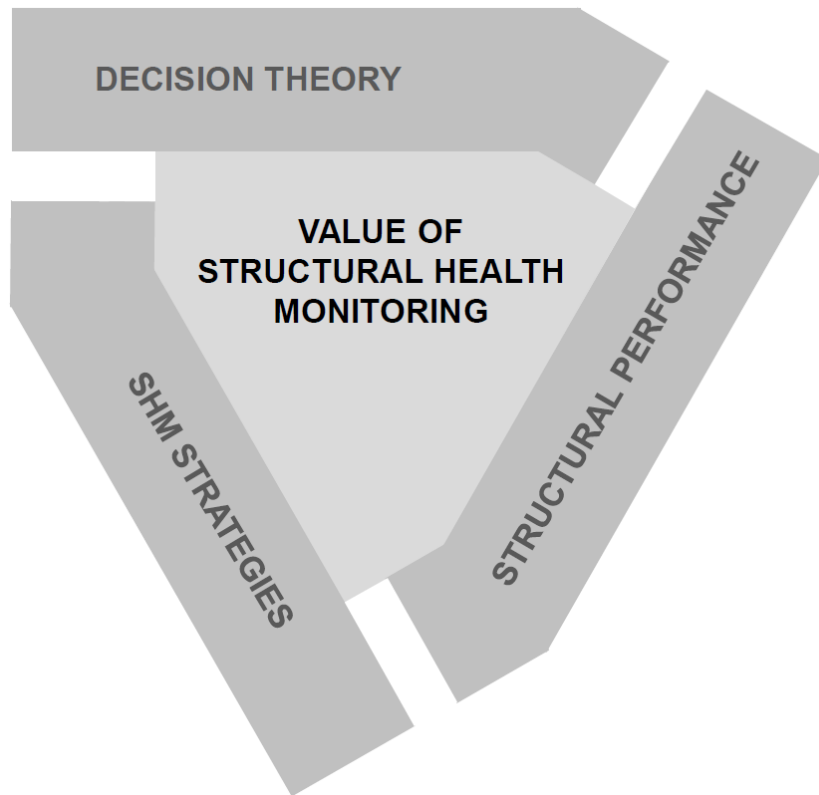 DECISION THEORY
VALUE OF
STRUCTURAL HEALTH
MONITORING
STRUCTURAL PERFORMANCE
SHM STRATEGIES